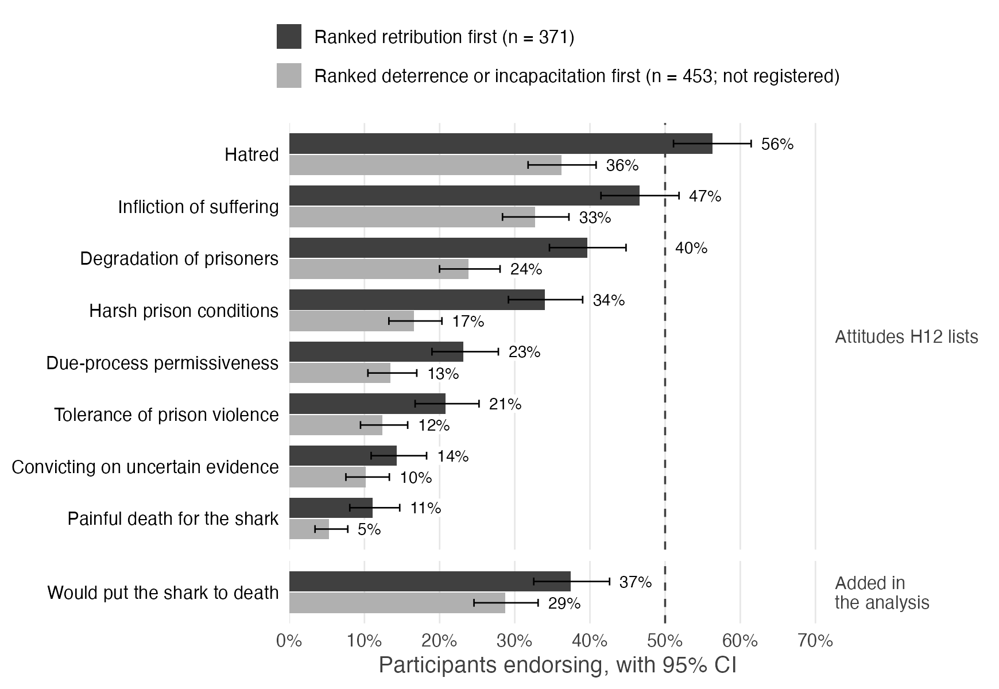 Ranked retribution first (n = 371)
Ranked deterrence or incapacitation first (n = 453; not registered)
Hatred
56%
36%
Infliction of suffering
47%
33%
Degradation of prisoners
40%
24%
Harsh prison conditions
34%
17%
Attitudes H12 lists
Due-process permissiveness
23%
13%
Tolerance of prison violence
21%
12%
Convicting on uncertain evidence
14%
10%
Painful death for the shark
11%
5%
Would put the shark to death
37%
29%
Added in
the analysis
0% 10% 20% 30% 40% 50% 60% 70%
Participants endorsing, with 95% CI